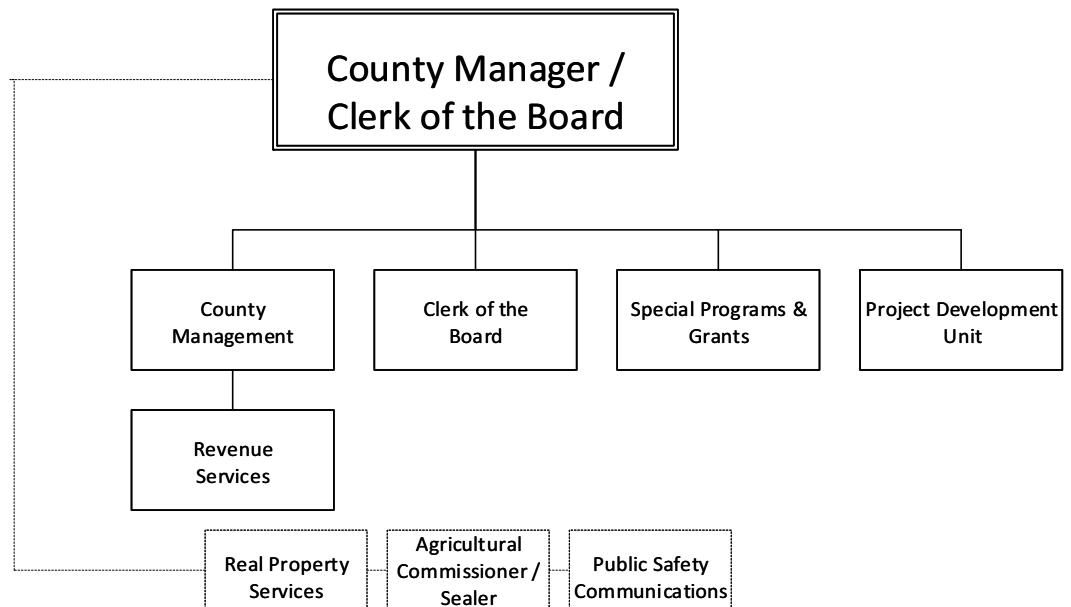 County Manager /
Clerk of the Board
County
Management
Clerk of the
Board
Special Programs &
Grants
Project Development
Unit
Revenue
Services
Real Property
Services
Agricultural
Commissioner /
Sealer
Public Safety
Communications